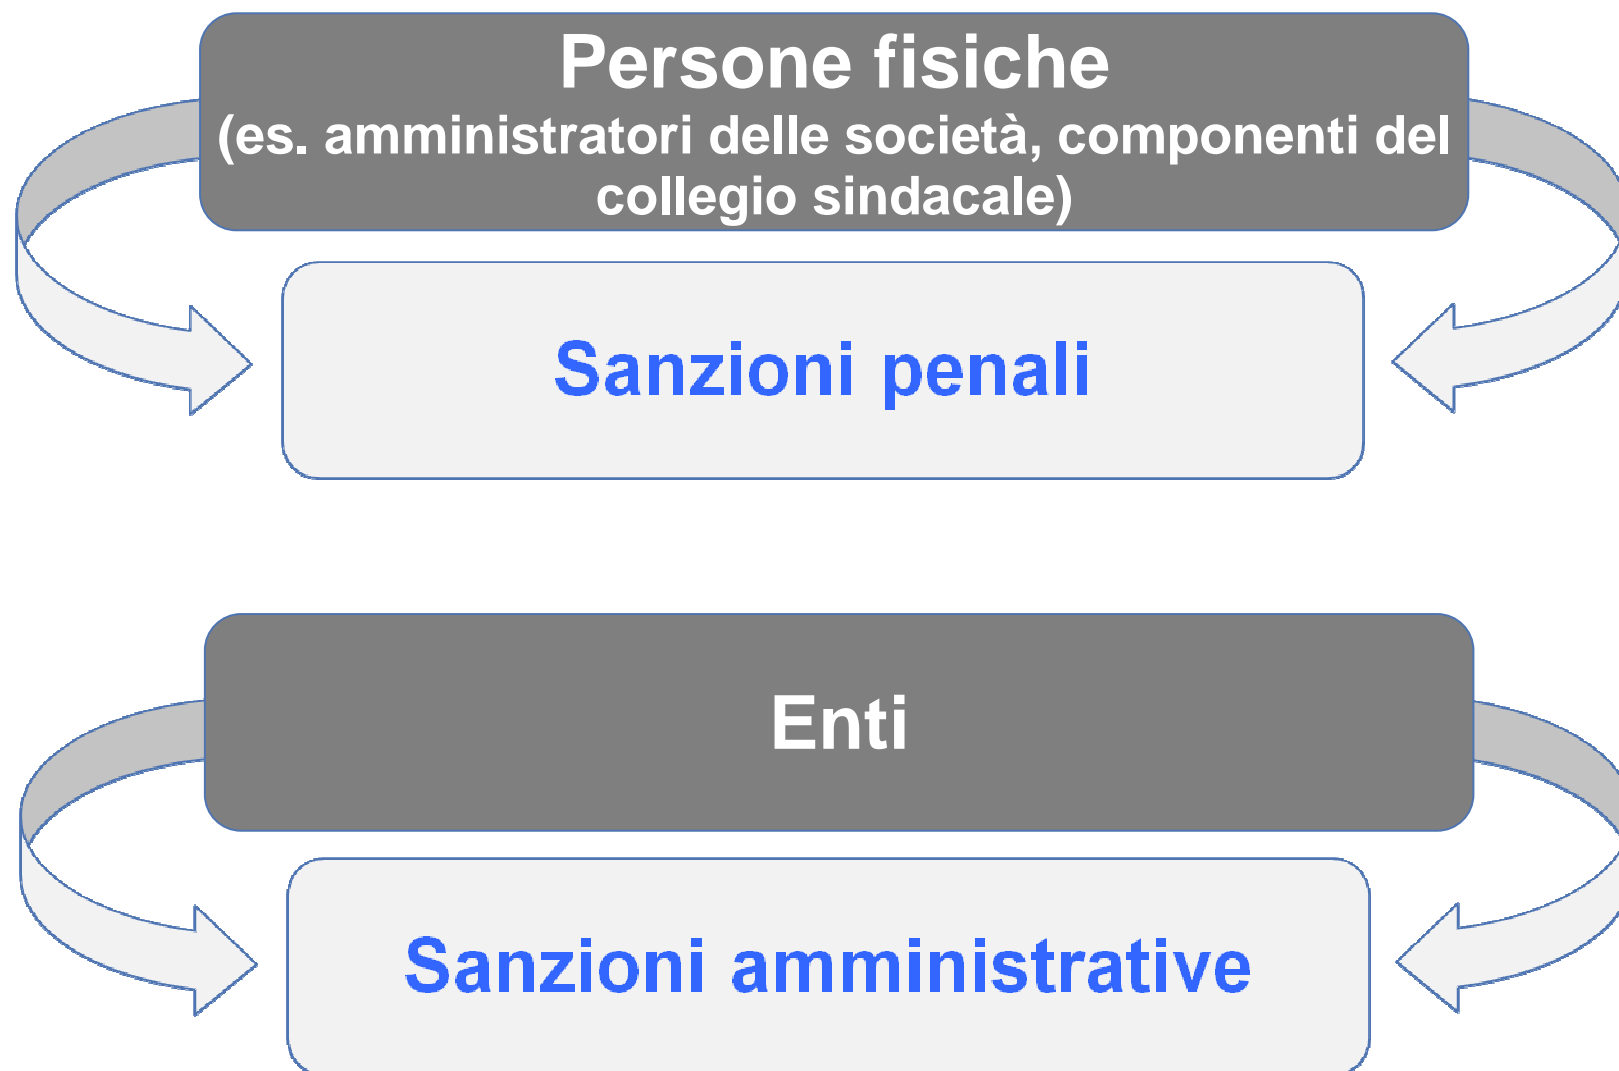 Persone fisiche
(es. amministratori delle società, componenti del
collegio sindacale)
Sanzioni penali
Enti
Sanzioni amministrative